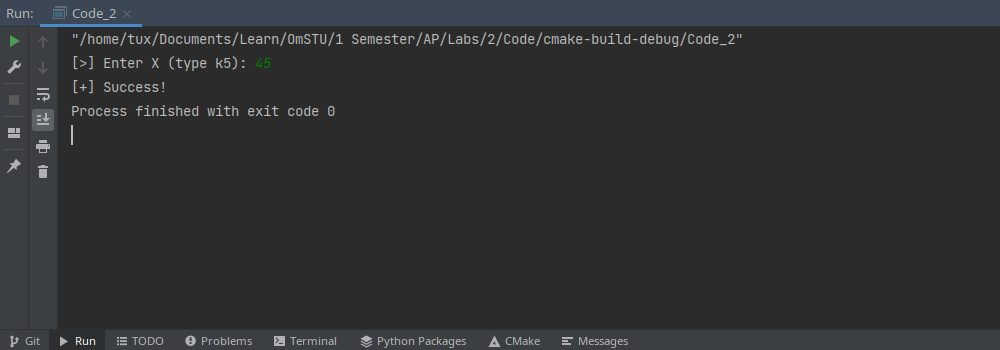 Run: Code_2
"/home/tux/Documents/Learn/OmSTU/1 Semester/AP/Labs/2/Code/cmake-build-debug/Code_2"
[>] Enter X (type k5): 45
[+] Success!
Process finished with exit code 0
Git Run TODO Problems Terminal Python Packages CMake Messages